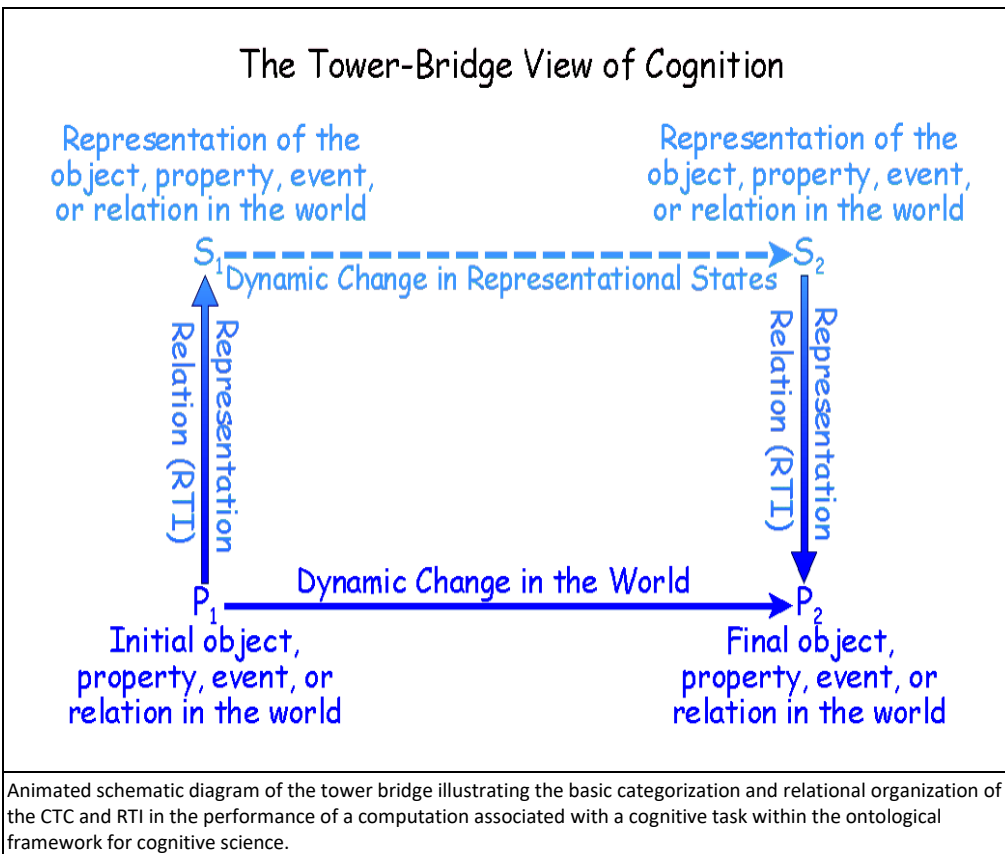 The Tower-Bridge View of Cognition
Representation of the
object, property, event,
or relation in the world
Representation of the
object, property, event,
or relation in the world
S₁
S₂
Dynamic Change in Representational States
Representation
Relation (RTI)
Representation
Relation (RTI)
Dynamic Change in the World
P₁
P₂
Initial object,
property, event, or
relation in the world
Final object,
property, event, or
relation in the world
Animated schematic diagram of the tower bridge illustrating the basic categorization and relational organization of
the CTC and RTI in the performance of a computation associated with a cognitive task within the ontological
framework for cognitive science.